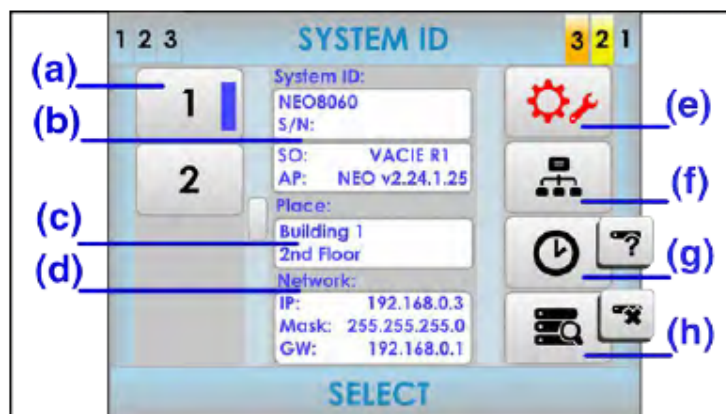 1 2 3 SYSTEM ID 3 2 1
(a)
1
System ID:
NEO8060
S/N:
(b)
SO: VACIE R1
AP: NEO v2.24.1.25
2
Place:
(c)
Building 1
2nd Floor
(d)
Network:
IP: 192.168.0.3
Mask: 255.255.255.0
GW: 192.168.0.1
(e)
(f)
?
(g)
(h)
SELECT